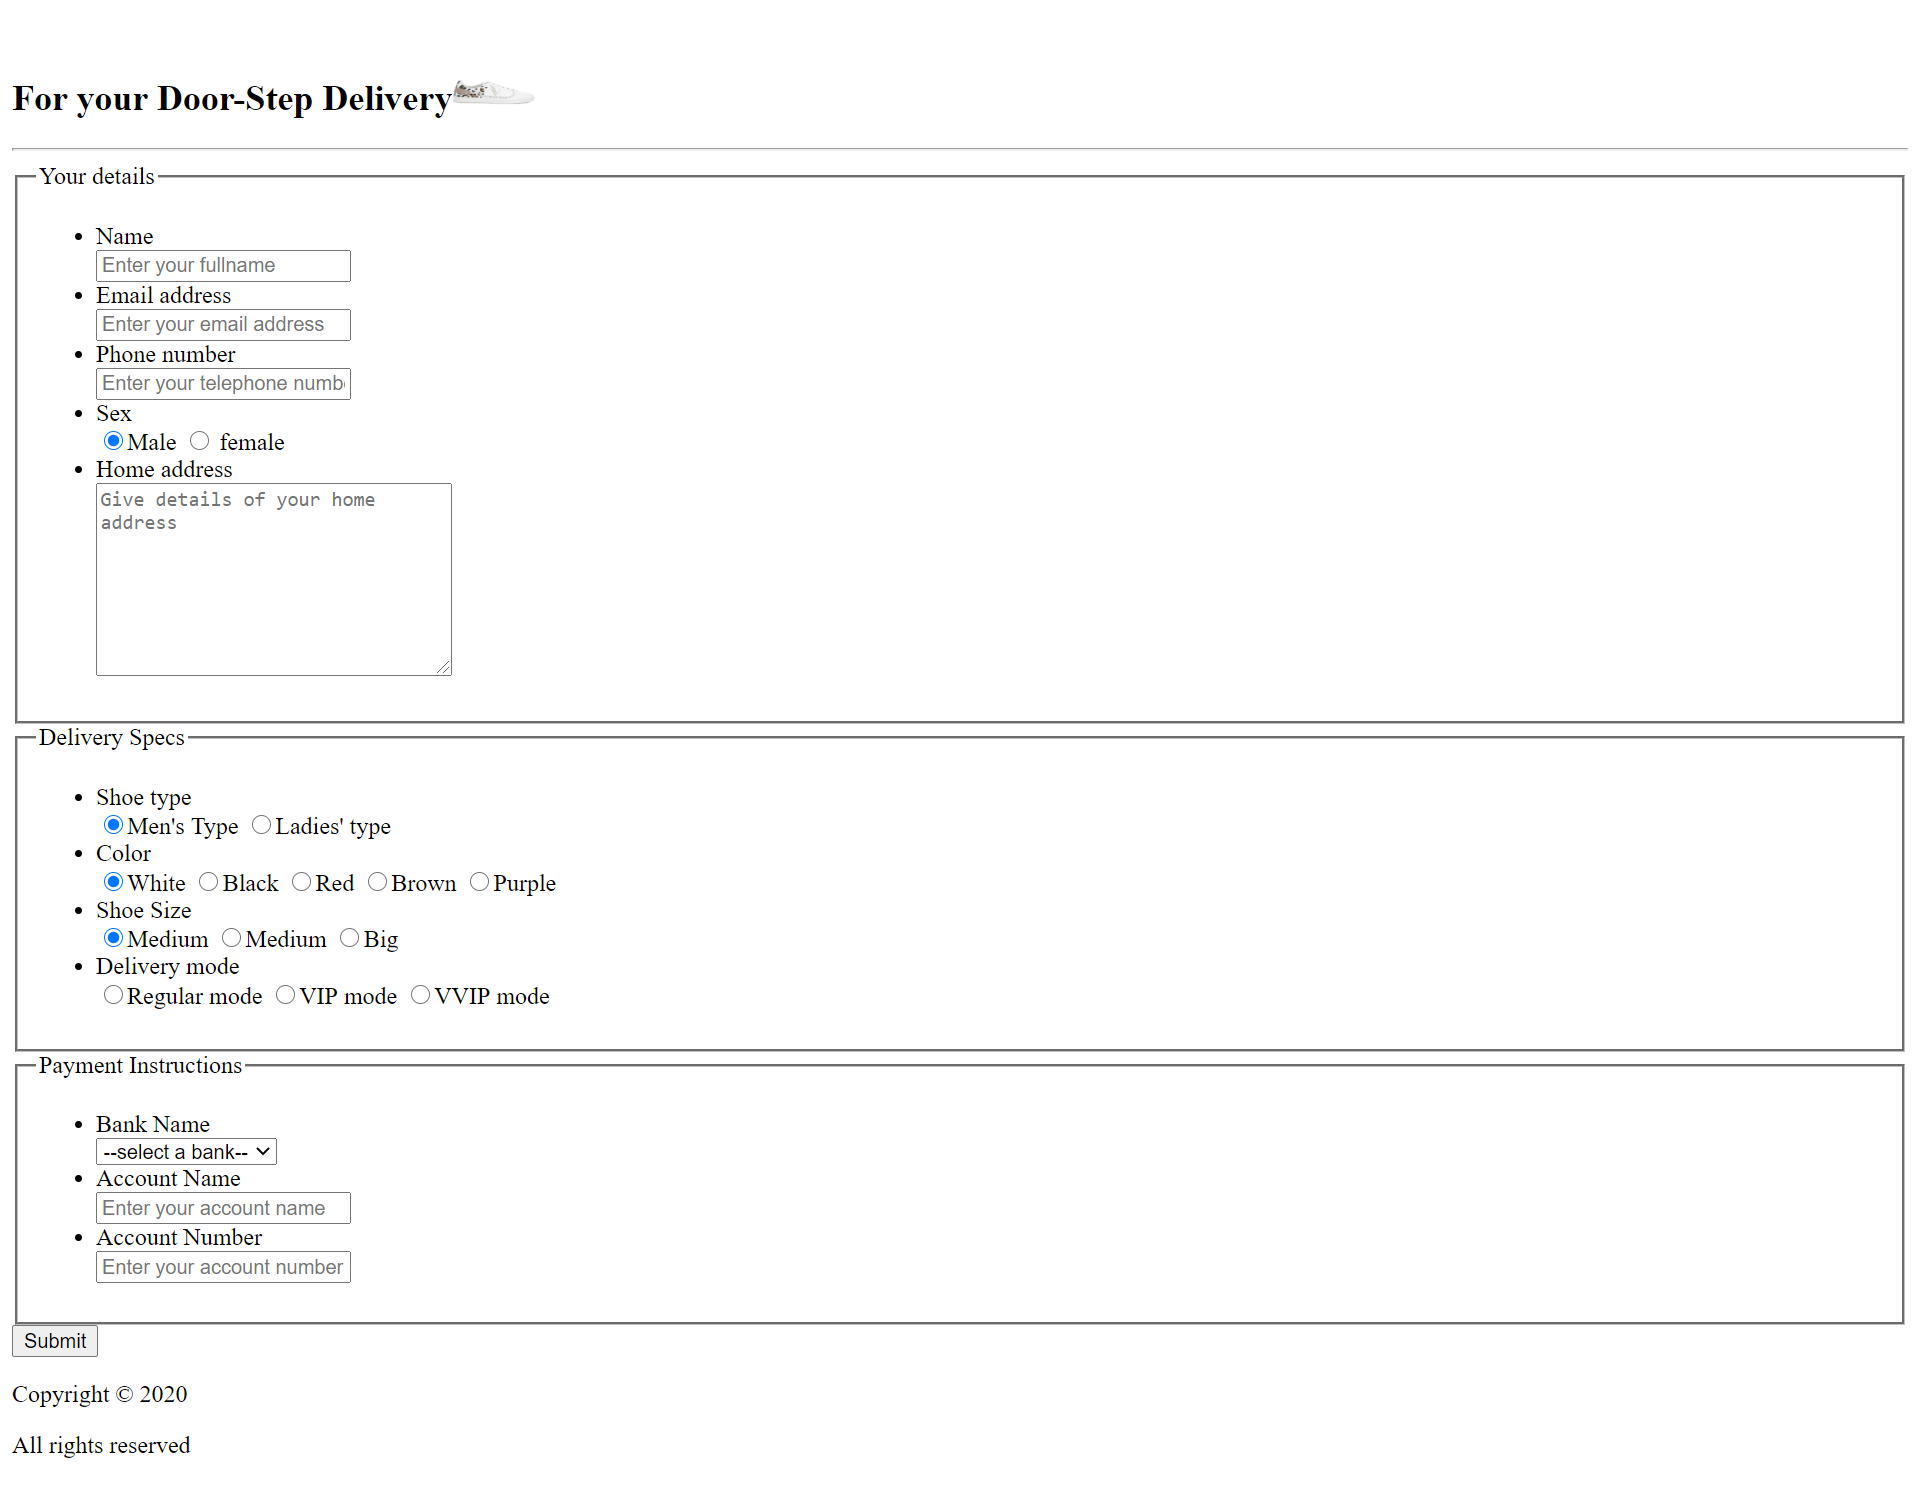 For your Door-Step Delivery
Your details
Name
Enter your fullname
Email address
Enter your email address
Phone number
Enter your telephone numb
Sex
Male female
Home address
Give details of your home
address
Delivery Specs
Shoe type
Men's Type Ladies' type
Color
White Black Red Brown Purple
Shoe Size
Medium Medium Big
Delivery mode
Regular mode VIP mode VVIP mode
Payment Instructions
Bank Name
--select a bank--
Account Name
Enter your account name
Account Number
Enter your account number
Submit
Copyright © 2020
All rights reserved